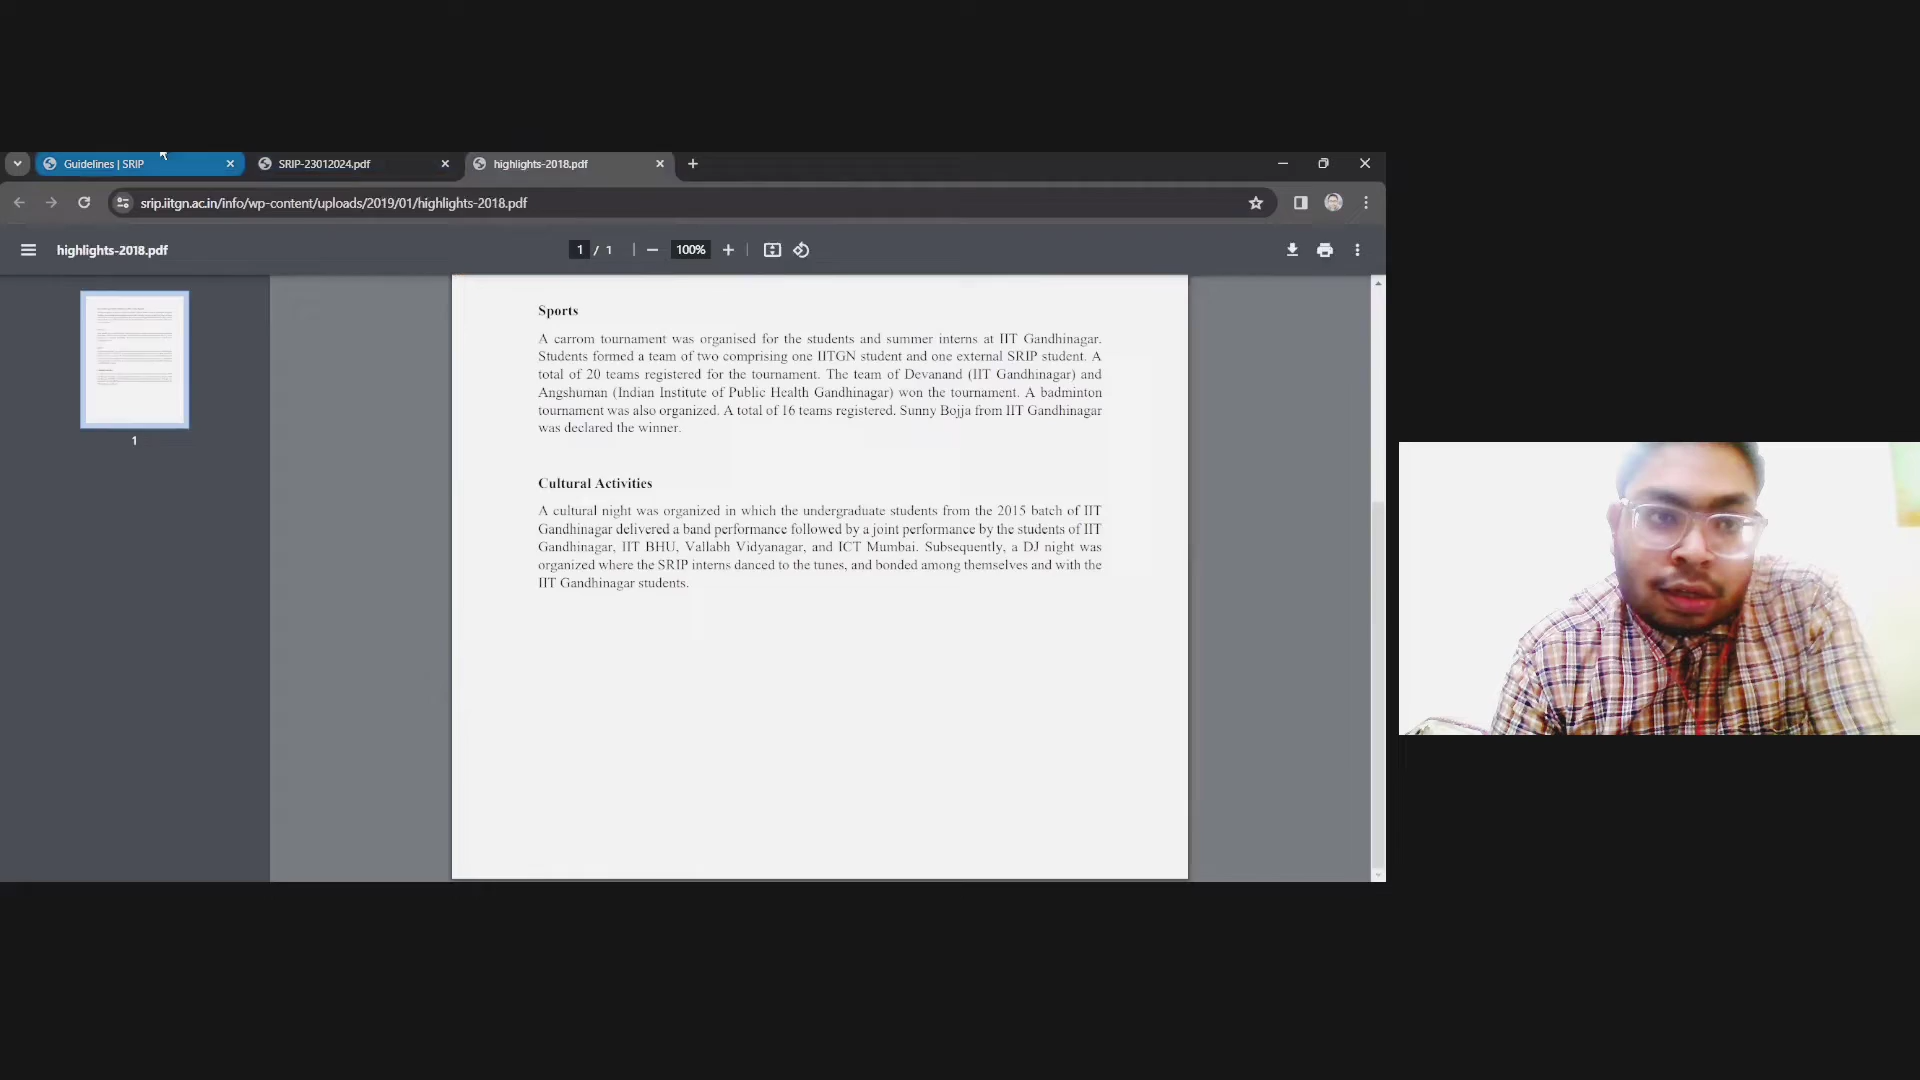 Guidelines | SRIP
SRIP-23012024.pdf
highlights-2018.pdf
srip.iitgn.ac.in/info/wp-content/uploads/2019/01/highlights-2018.pdf
highlights-2018.pdf
1 / 1
100%
1
Sports
A carrom tournament was organised for the students and summer interns at IIT Gandhinagar.
Students formed a team of two comprising one IITGN student and one external SRIP student. A
total of 20 teams registered for the tournament. The team of Devanand (IIT Gandhinagar) and
Angshuman (Indian Institute of Public Health Gandhinagar) won the tournament. A badminton
tournament was also organized. A total of 16 teams registered. Sunny Bojja from IIT Gandhinagar
was declared the winner.
Cultural Activities
A cultural night was organized in which the undergraduate students from the 2015 batch of IIT
Gandhinagar delivered a band performance followed by a joint performance by the students of IIT
Gandhinagar, IIT BHU, Vallabh Vidyanagar, and ICT Mumbai. Subsequently, a DJ night was
organized where the SRIP interns danced to the tunes, and bonded among themselves and with the
IIT Gandhinagar students.